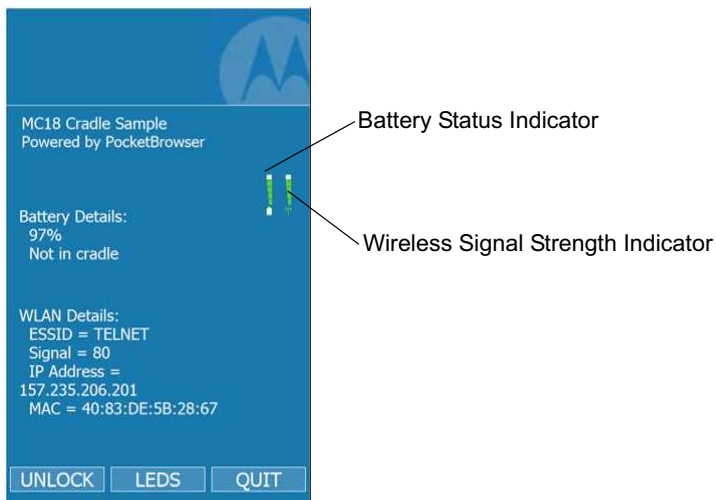 MC18 Cradle Sample
Powered by PocketBrowser
Battery Status Indicator
Wireless Signal Strength Indicator
Battery Details:
97%
Not in cradle
WLAN Details:
ESSID = TELNET
Signal = 80
IP Address =
157.235.206.201
MAC = 40:83:DE:5B:28:67
UNLOCK LEDS QUIT